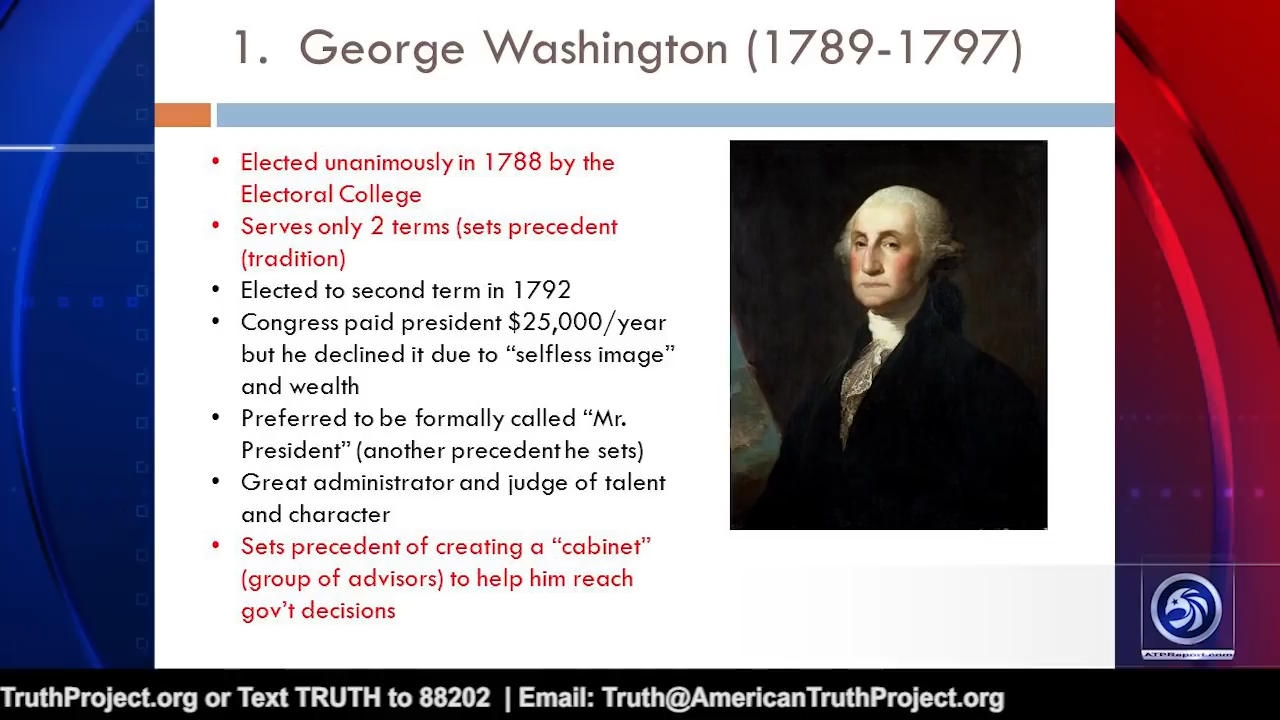 1. George Washington (1789-1797)
• Elected unanimously in 1788 by the
Electoral College
• Serves only 2 terms (sets precedent
(tradition)
• Elected to second term in 1792
• Congress paid president $25,000/year
but he declined it due to “selfless image”
and wealth
• Preferred to be formally called “Mr.
President” (another precedent he sets)
• Great administrator and judge of talent
and character
• Sets precedent of creating a “cabinet”
(group of advisors) to help him reach
gov’t decisions
ATPReport.com
TruthProject.org or Text TRUTH to 88202 | Email: Truth@AmericanTruthProject.org